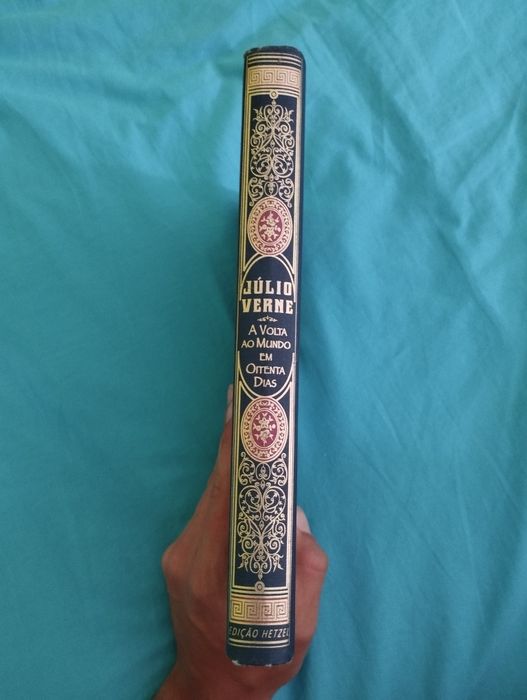 JÚLIO
VERNE
A VOLTA
AO MUNDO
EM
OITENTA
DIAS
EDIÇÃO HETZEL